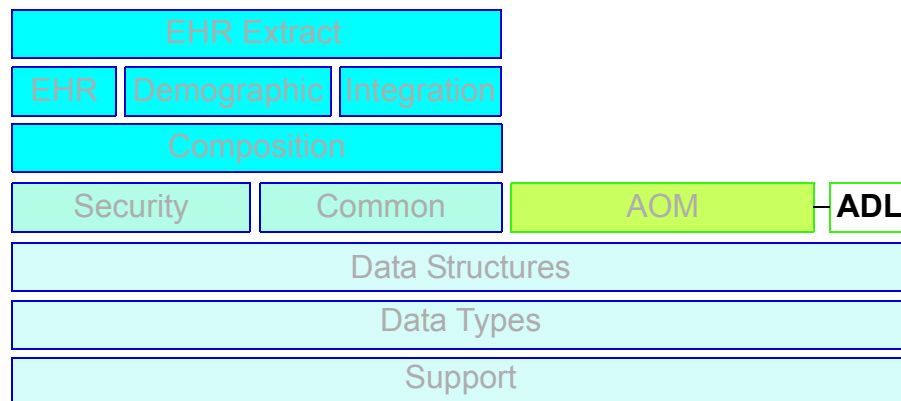 EHR Extract
EHR Demographic Integration
Composition
Security Common AOM ADL
Data Structures
Data Types
Support